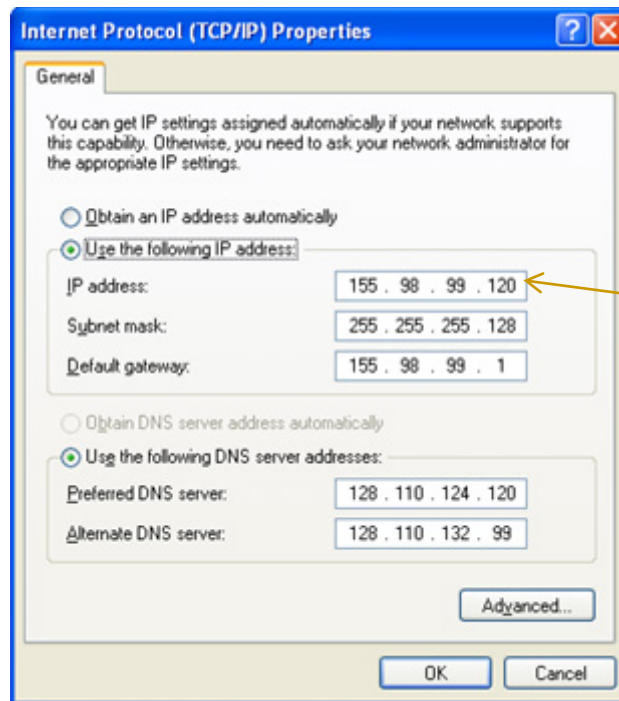 Internet Protocol (TCP/IP) Properties
General
You can get IP settings assigned automatically if your network supports
this capability. Otherwise, you need to ask your network administrator for
the appropriate IP settings.
Obtain an IP address automatically
Use the following IP address:
IP address: 155 . 98 . 99 . 120
Subnet mask: 255 . 255 . 255 . 128
Default gateway: 155 . 98 . 99 . 1
Obtain DNS server address automatically
Use the following DNS server addresses:
Preferred DNS server: 128 . 110 . 124 . 120
Alternate DNS server: 128 . 110 . 132 . 99
Advanced...
OK Cancel